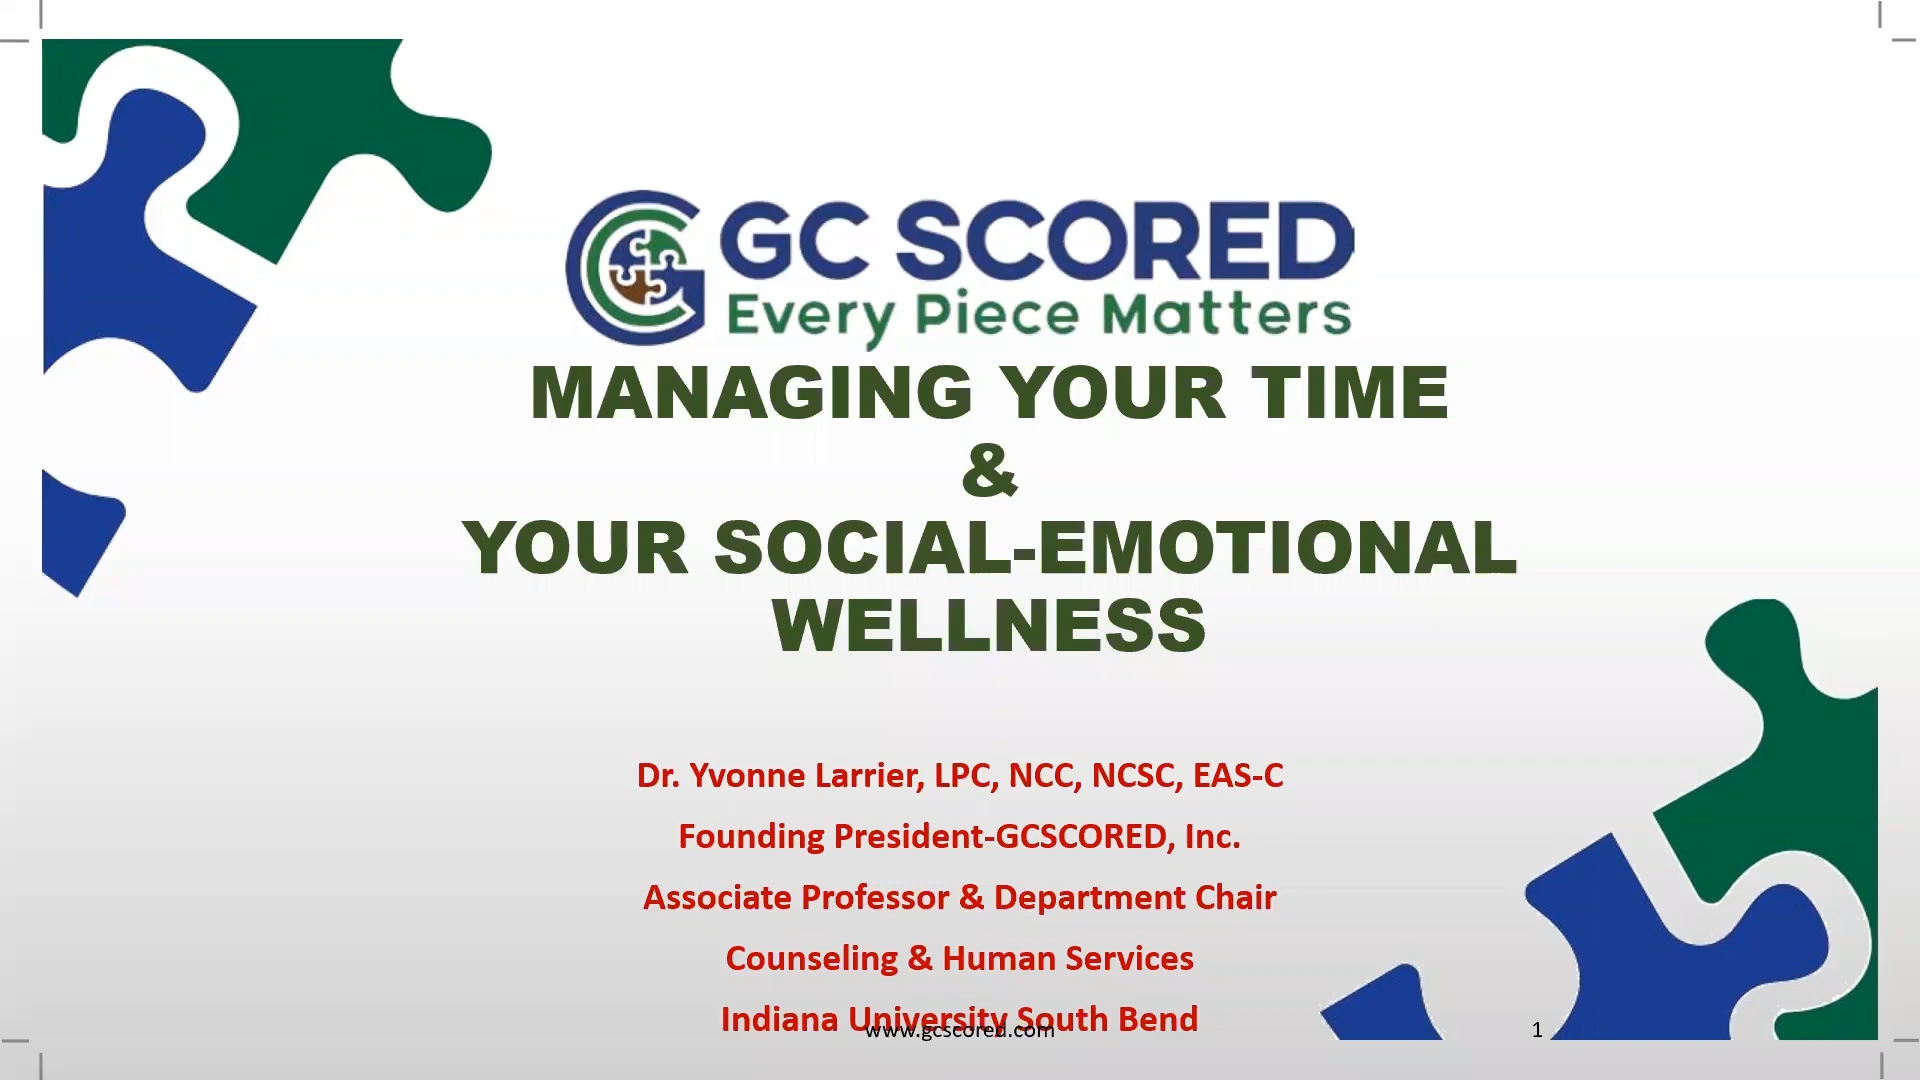 GC SCORED
Every Piece Matters
MANAGING YOUR TIME
&
YOUR SOCIAL-EMOTIONAL
WELLNESS
Dr. Yvonne Larrier, LPC, NCC, NCSC, EAS-C
Founding President-GCSCORED, Inc.
Associate Professor & Department Chair
Counseling & Human Services
Indiana University South Bend
www.gcscored.com
1